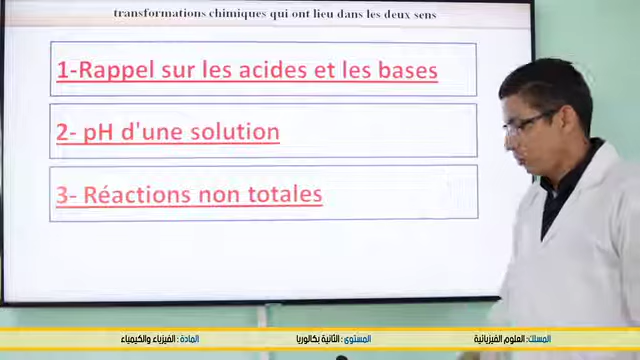 transformations chimiques qui ont lieu dans les deux sens
1-Rappel sur les acides et les bases
2- pH d'une solution
3- Réactions non totales
المسلك: العلوم الفيزيائية
المستوى: الثانية بكالوريا
المادة: الفيزياء والكيمياء